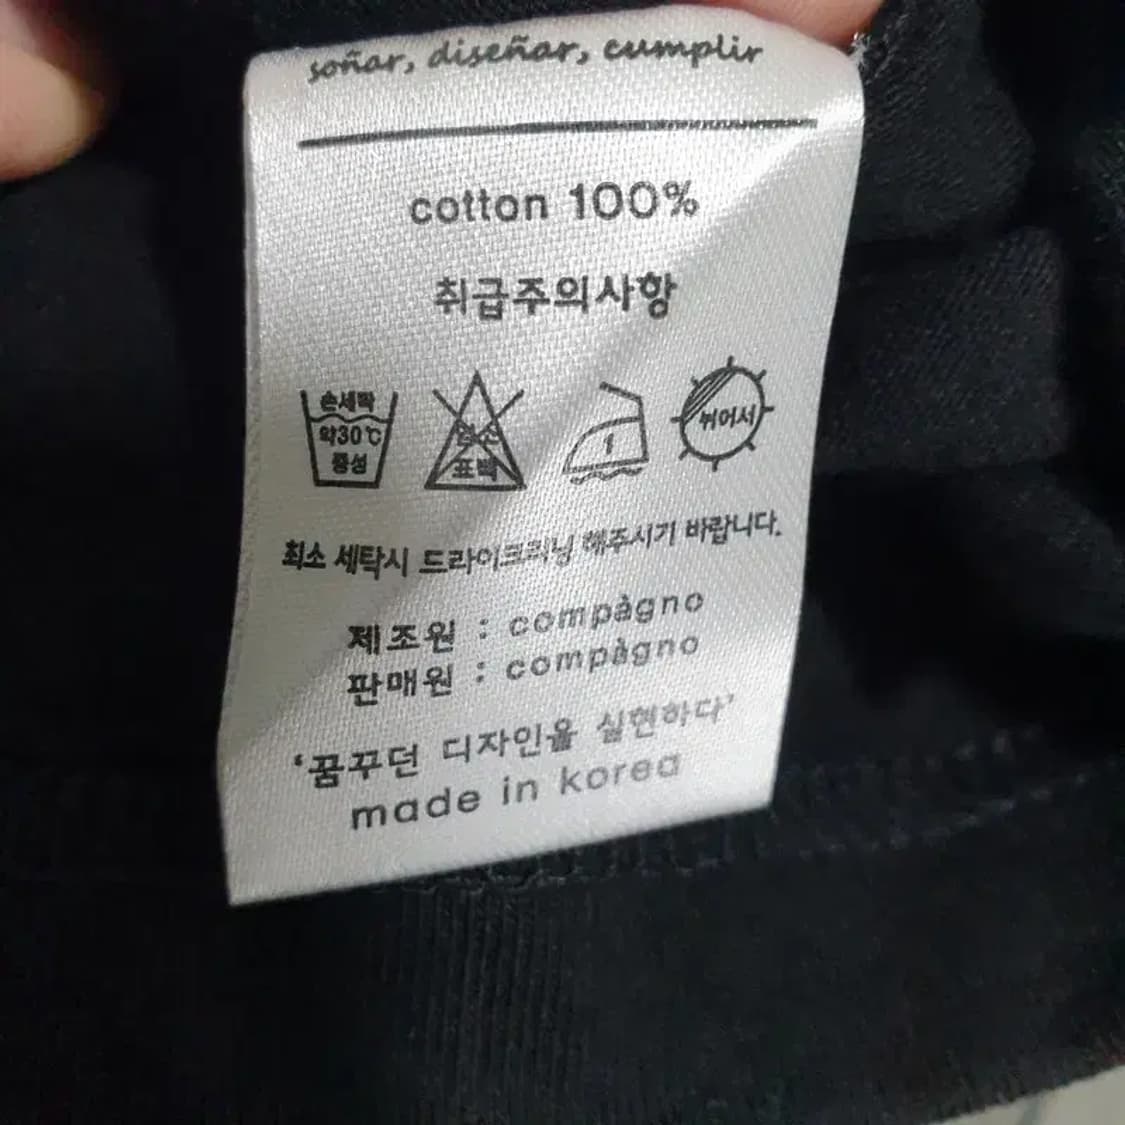 soñar, diseñar, cumplir
cotton 100%
취급주의사항
손세탁
약30℃
중성
염소
표백
뉘어서
최소 세탁시 드라이크리닝 해주시기 바랍니다.
제조원 : compàgno
판매원 : compàgno
‘꿈꾸던 디자인을 실현하다’
made in korea